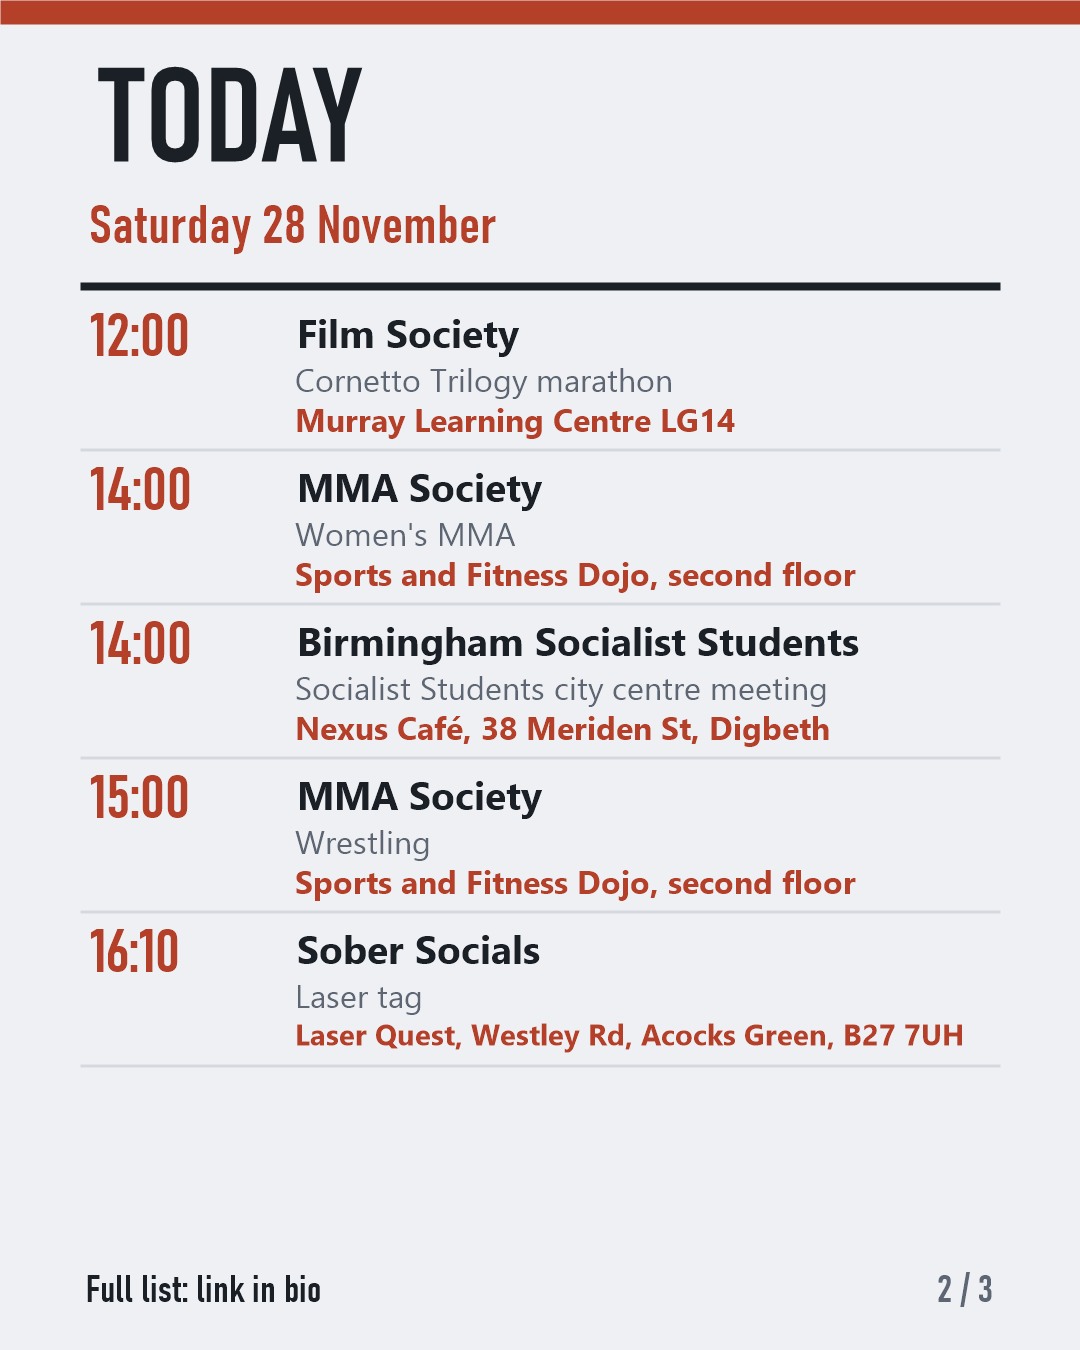 TODAY
Saturday 28 November
12:00
Film Society
Cornetto Trilogy marathon
Murray Learning Centre LG14
14:00
MMA Society
Women's MMA
Sports and Fitness Dojo, second floor
14:00
Birmingham Socialist Students
Socialist Students city centre meeting
Nexus Café, 38 Meriden St, Digbeth
15:00
MMA Society
Wrestling
Sports and Fitness Dojo, second floor
16:10
Sober Socials
Laser tag
Laser Quest, Westley Rd, Acocks Green, B27 7UH
Full list: link in bio
2 / 3